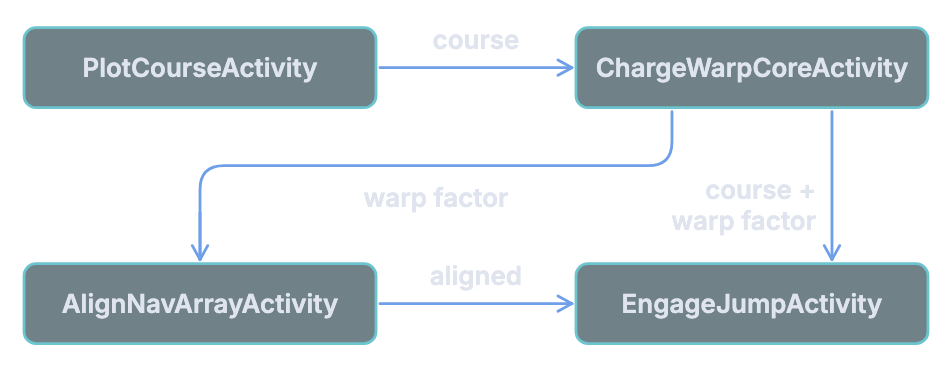 PlotCourseActivity
course
ChargeWarpCoreActivity
warp factor
course +
warp factor
AlignNavArrayActivity
aligned
EngageJumpActivity